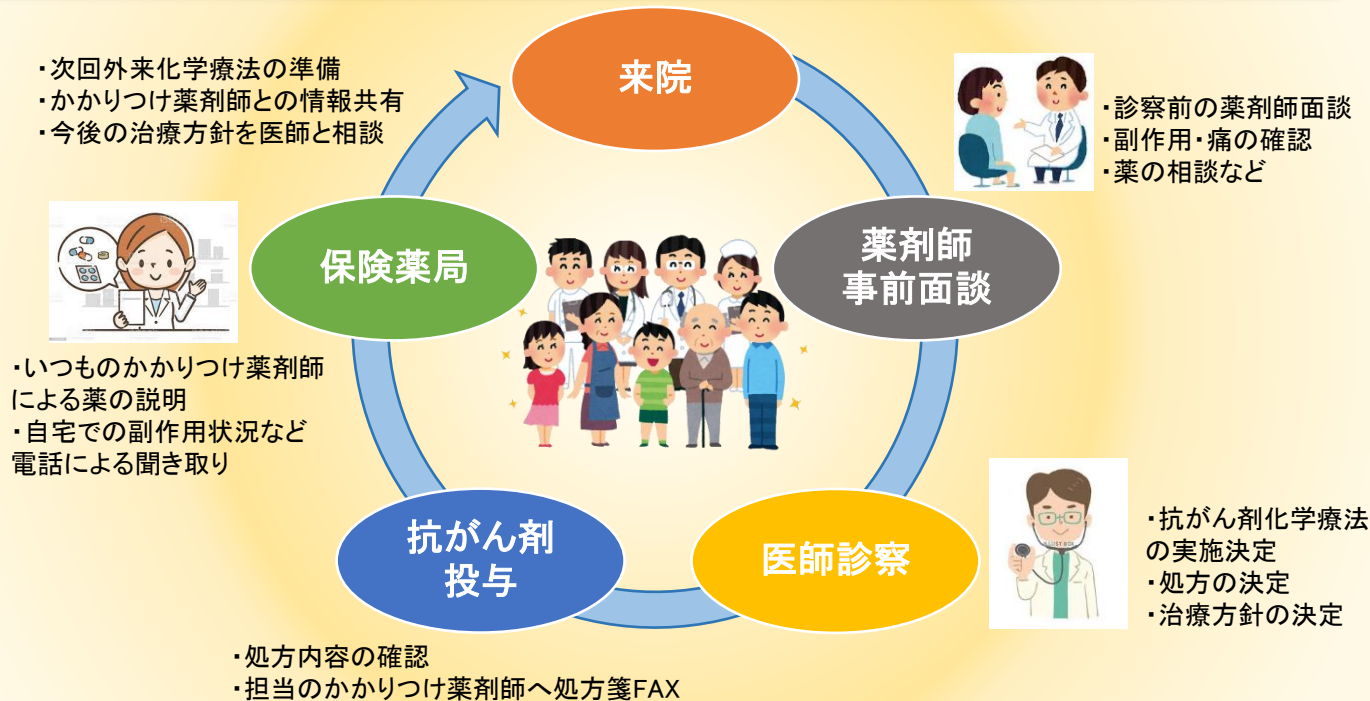 来院
・診察前の薬剤師面談
・副作用・痛の確認
・薬の相談など
薬剤師
事前面談
医師診察
・抗がん剤化学療法
の実施決定
・処方の決定
・治療方針の決定
抗がん剤
投与
・処方内容の確認
・担当のかかりつけ薬剤師へ処方箋FAX
保険薬局
・いつものかかりつけ薬剤師
による薬の説明
・自宅での副作用状況など
電話による聞き取り
・次回外来化学療法の準備
・かかりつけ薬剤師との情報共有
・今後の治療方針を医師と相談